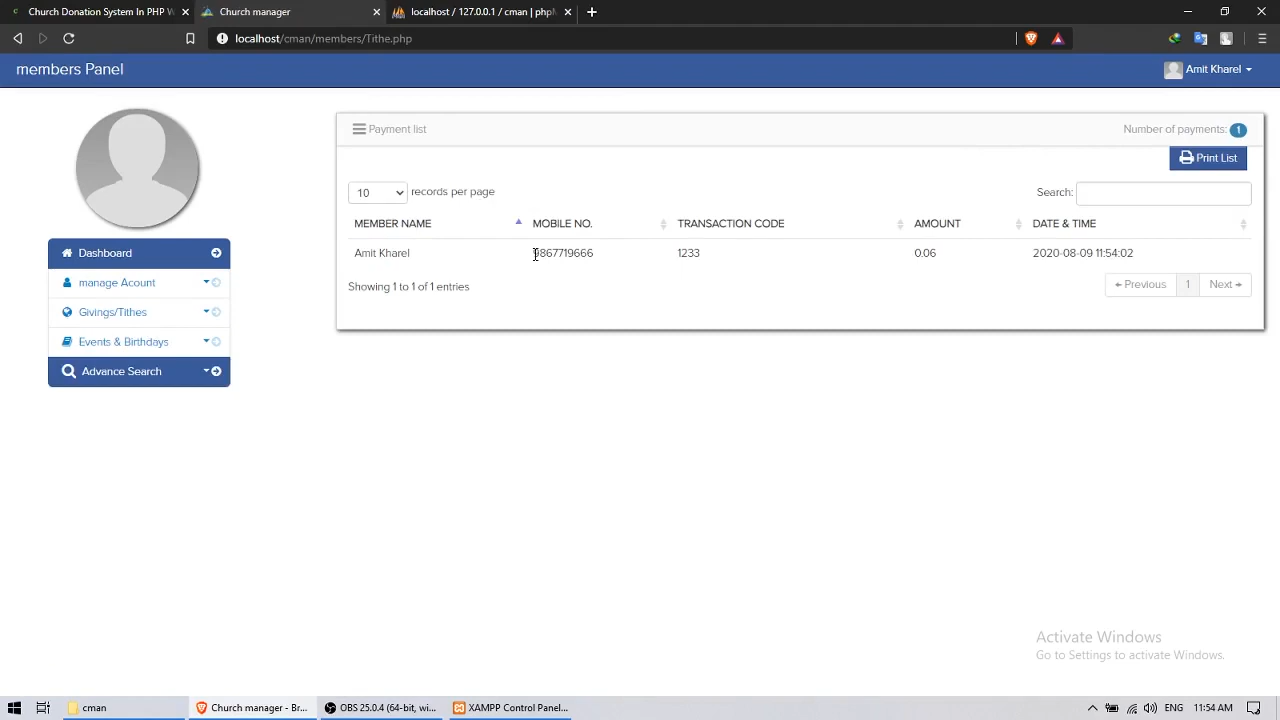 Church Donation System In PHP W
Church manager
localhost / 127.0.0.1 / cman | phpM
localhost/cman/members/Tithe.php
members Panel
Amit Kharel
Payment list
Number of payments: 1
Print List
10 records per page
Search:
MEMBER NAME MOBILE NO. TRANSACTION CODE AMOUNT DATE & TIME
Amit Kharel 9867719666 1233 0.06 2020-08-09 11:54:02
Showing 1 to 1 of 1 entries
← Previous 1 Next →
Dashboard
manage Acount
Givings/Tithes
Events & Birthdays
Advance Search
Activate Windows
Go to Settings to activate Windows.
cman
Church manager - Br...
OBS 25.0.4 (64-bit, wi...
XAMPP Control Panel...
ENG
11:54 AM